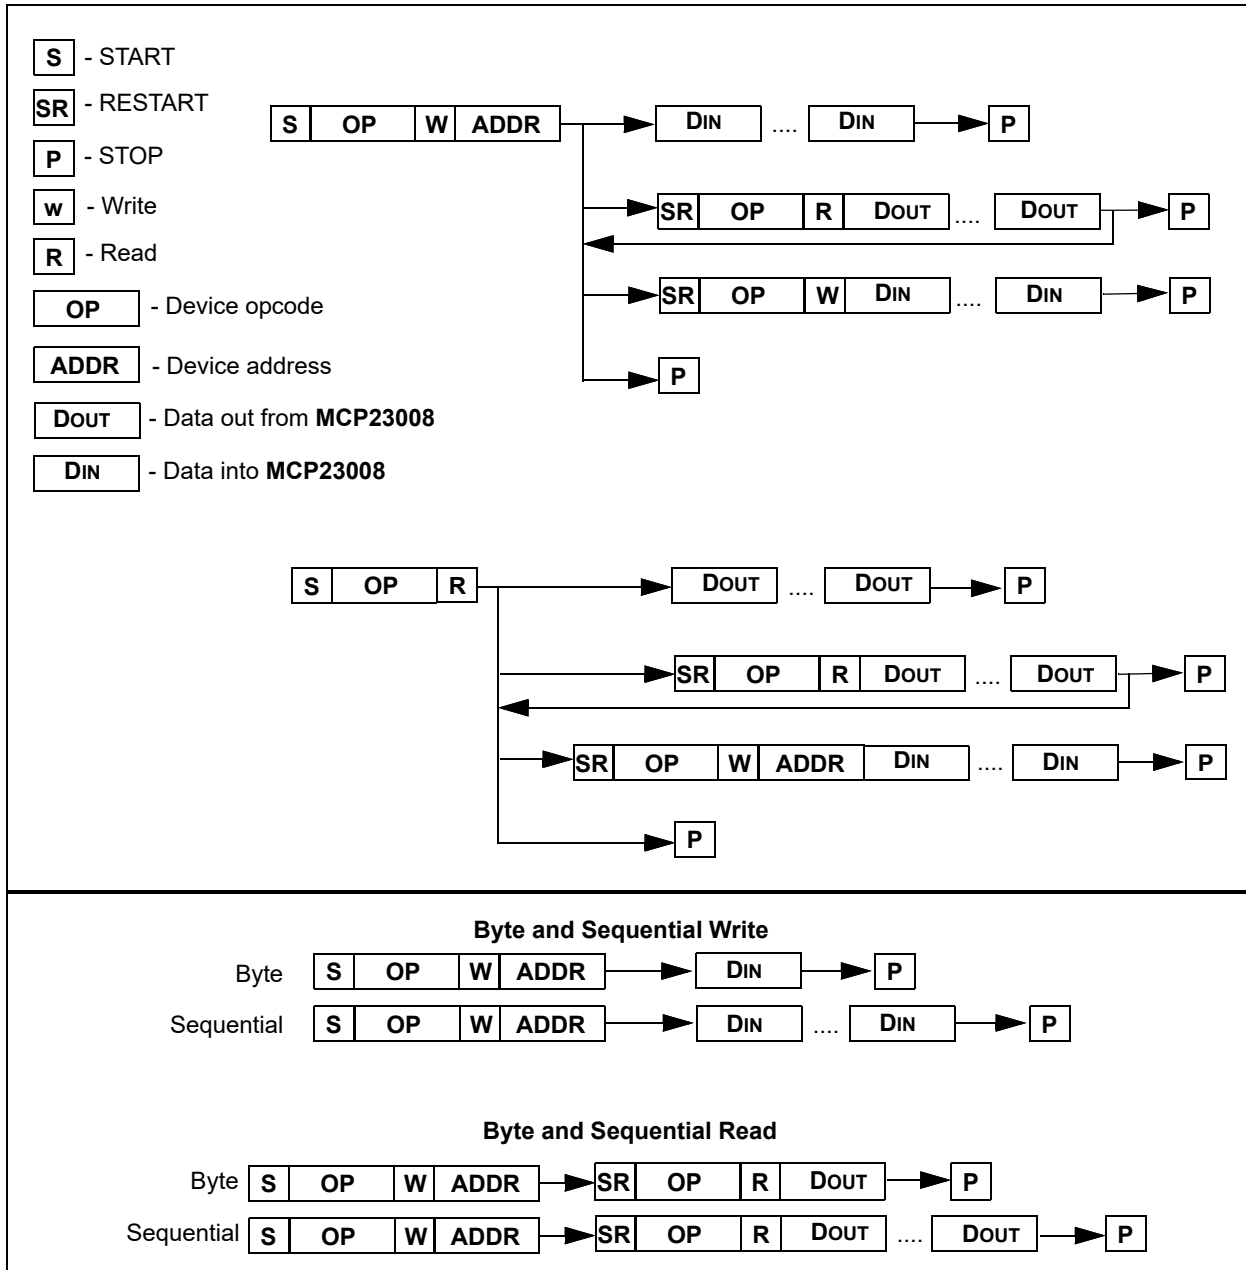 S - START
SR - RESTART
P - STOP
w - Write
R - Read
OP - Device opcode
ADDR - Device address
DOUT - Data out from MCP23008
DIN - Data into MCP23008
S OP W ADDR DIN .... DIN P
SR OP R DOUT .... DOUT P
SR OP W DIN .... DIN P
P
S OP R DOUT .... DOUT P
SR OP R DOUT .... DOUT P
SR OP W ADDR DIN .... DIN P
P
Byte and Sequential Write
Byte S OP W ADDR DIN P
Sequential S OP W ADDR DIN .... DIN P
Byte and Sequential Read
Byte S OP W ADDR SR OP R DOUT P
Sequential S OP W ADDR SR OP R DOUT .... DOUT P